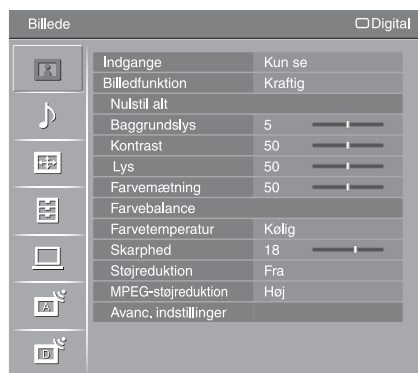 Billede Digital
Indgange Kun se
Billedfunktion Kraftig
Nulstil alt
Baggrundslys 5
Kontrast 50
Lys 50
Farvemætning 50
Farvebalance
Farvetemperatur Kølig
Skarphed 18
Støjreduktion Fra
MPEG-støjreduktion Høj
Avanc. indstillinger
A
D